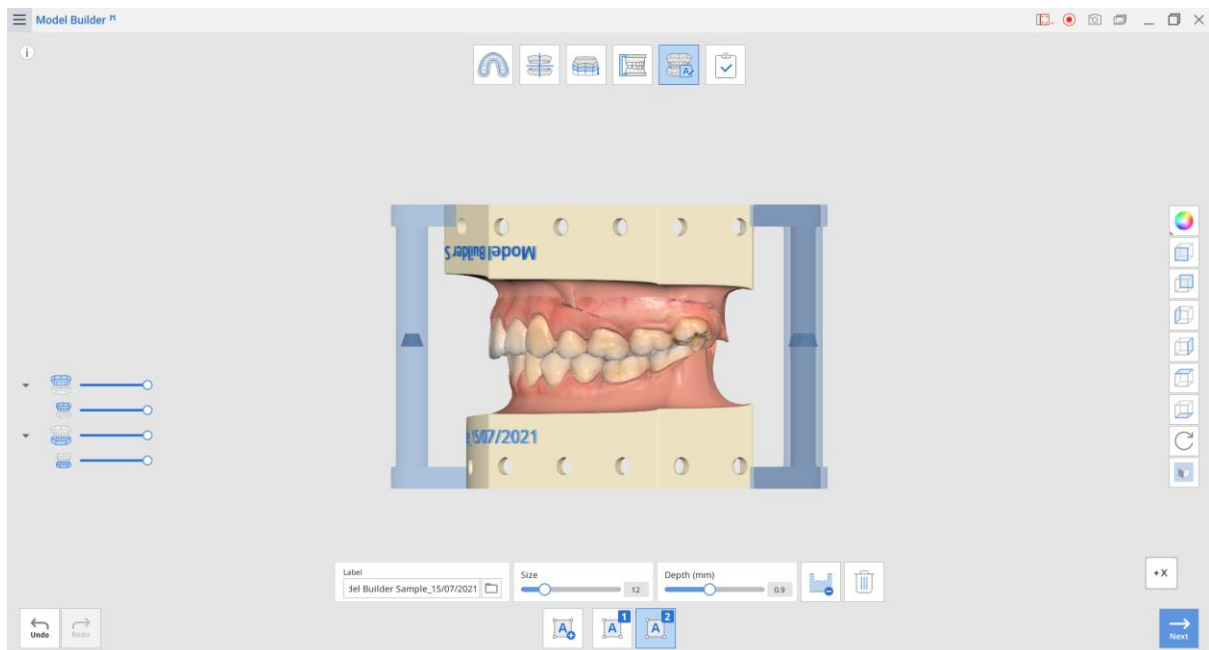 Model Builder
i
A
Model Builder S
15/07/2021
Label
del Builder Sample_15/07/2021
Size
12
Depth (mm)
0.9
+X
Undo
Redo
A
A 1
A 2
Next